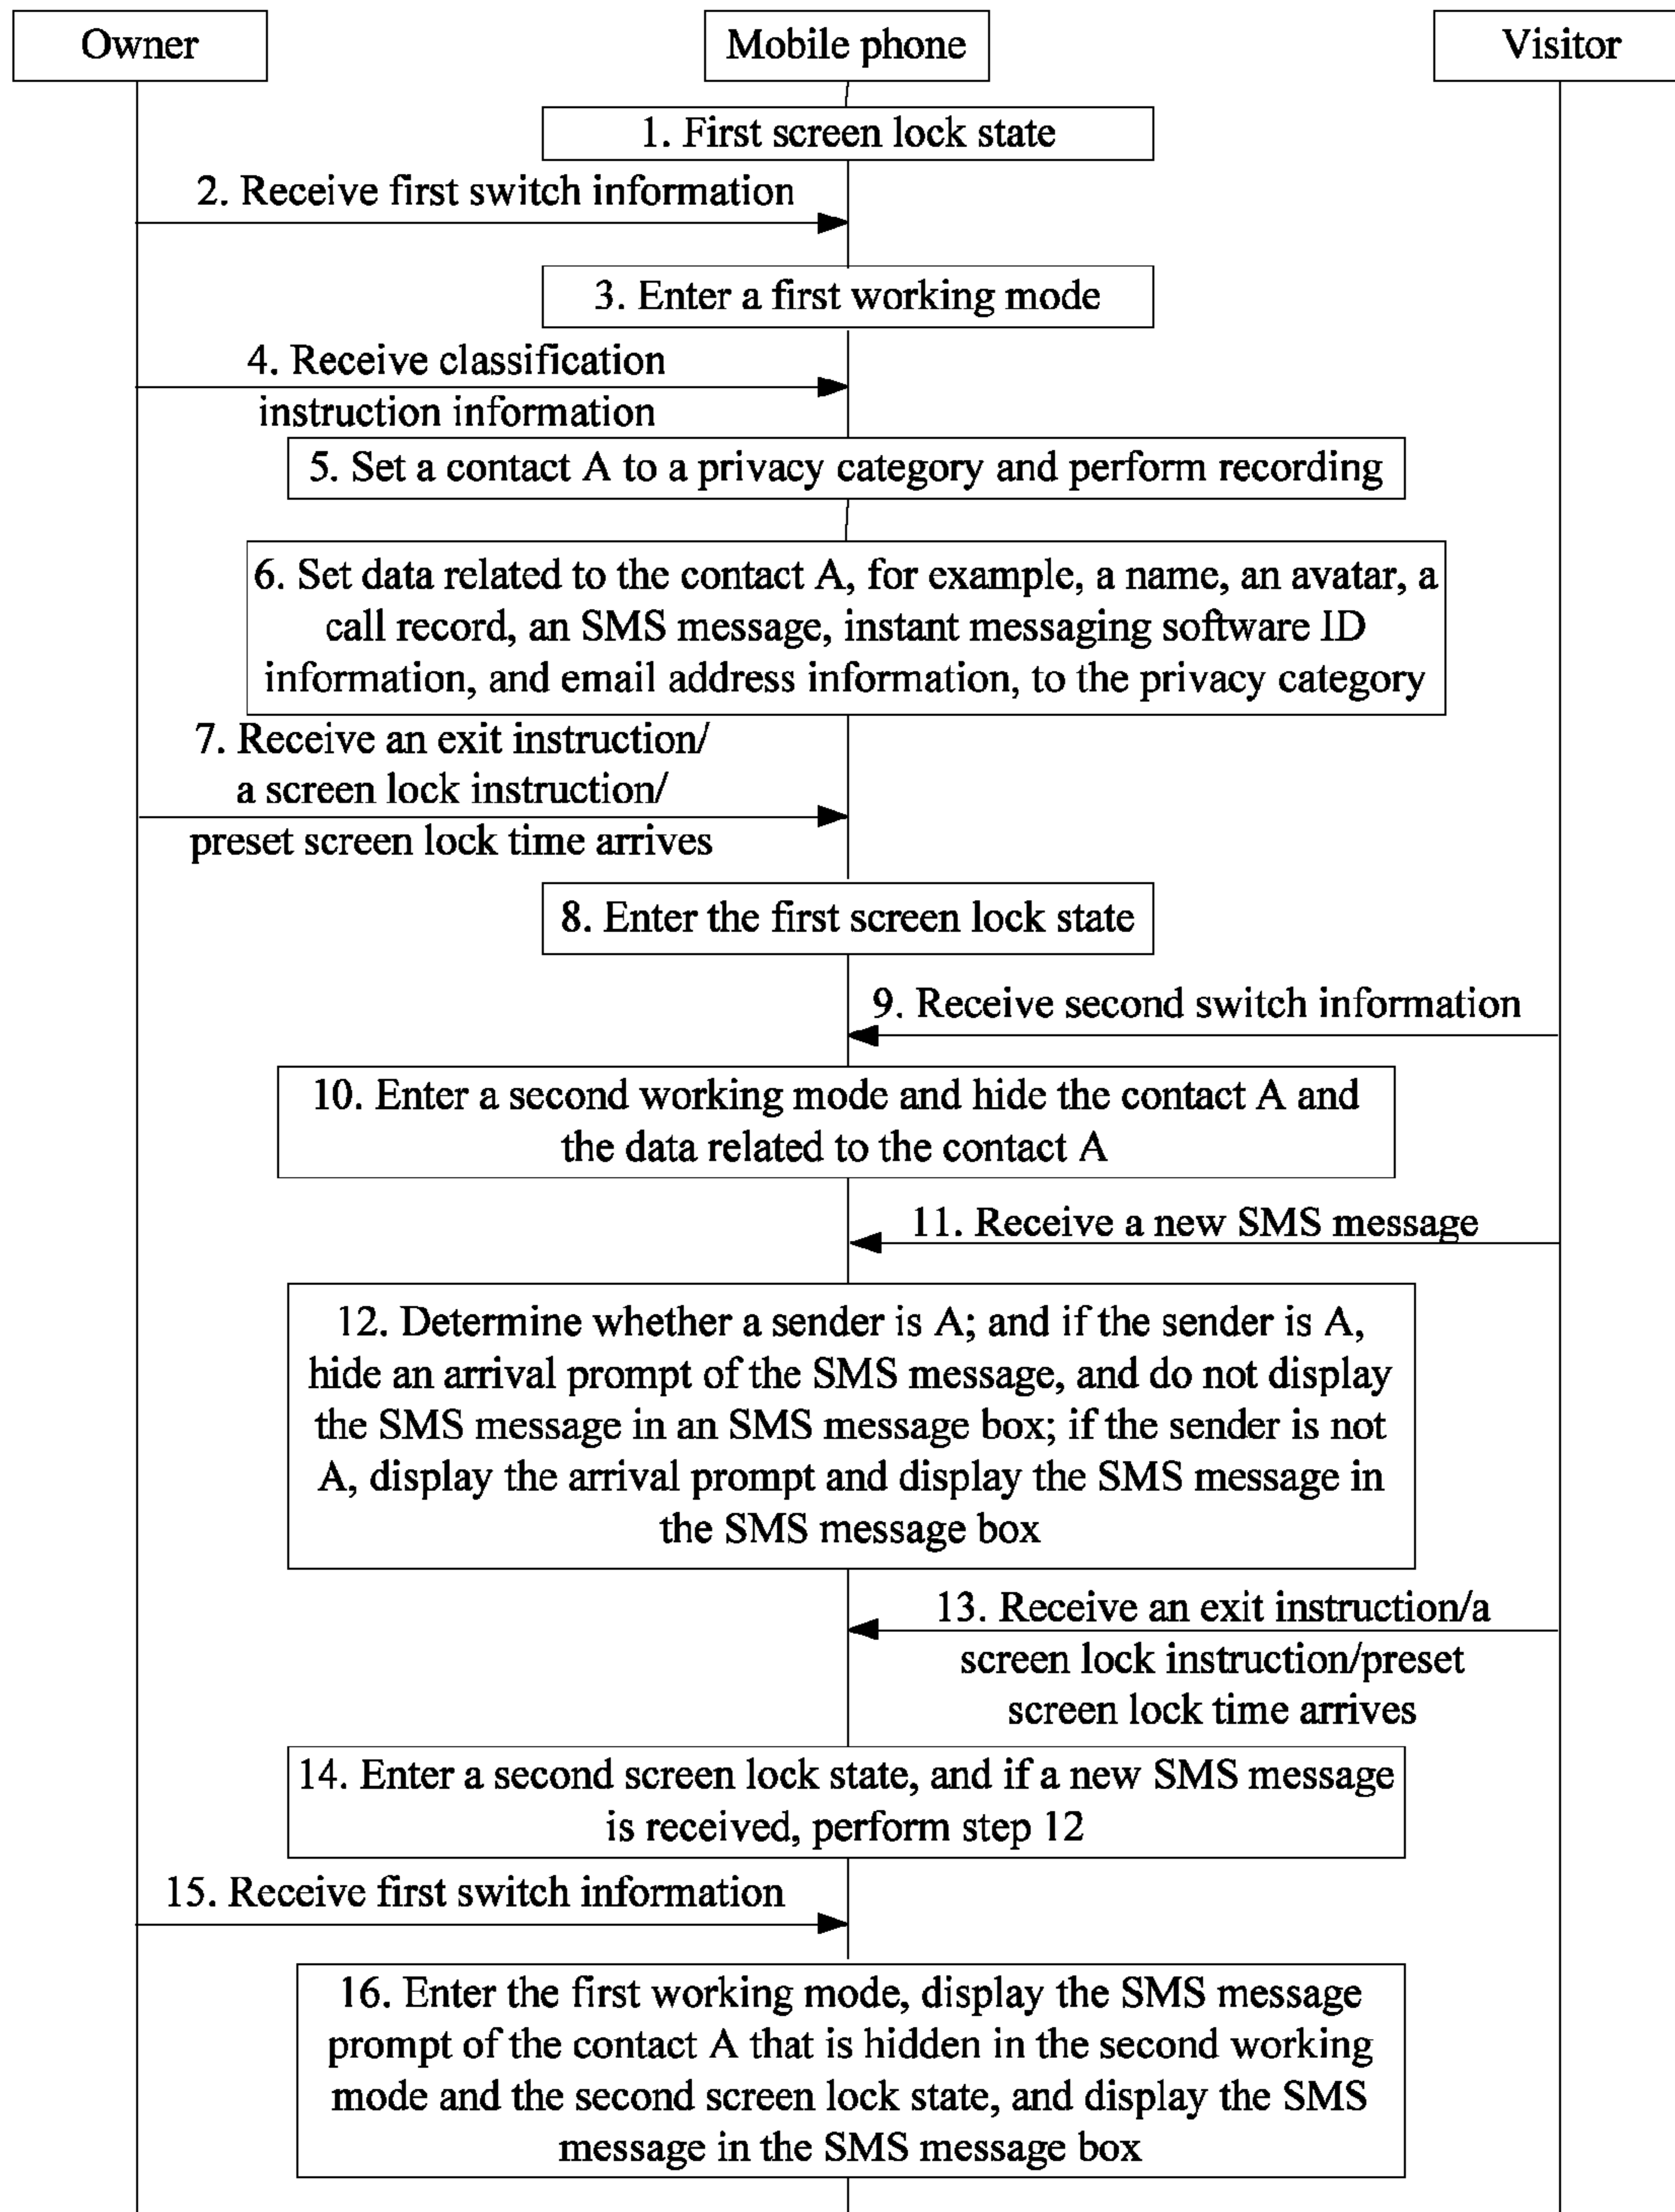 Owner
Mobile phone
Visitor
1. First screen lock state
2. Receive first switch information
3. Enter a first working mode
4. Receive classification
instruction information
5. Set a contact A to a privacy category and perform recording
6. Set data related to the contact A, for example, a name, an avatar, a
call record, an SMS message, instant messaging software ID
information, and email address information, to the privacy category
7. Receive an exit instruction/
a screen lock instruction/
preset screen lock time arrives
8. Enter the first screen lock state
9. Receive second switch information
10. Enter a second working mode and hide the contact A and
the data related to the contact A
11. Receive a new SMS message
12. Determine whether a sender is A; and if the sender is A,
hide an arrival prompt of the SMS message, and do not display
the SMS message in an SMS message box; if the sender is not
A, display the arrival prompt and display the SMS message in
the SMS message box
13. Receive an exit instruction/a
screen lock instruction/preset
screen lock time arrives
14. Enter a second screen lock state, and if a new SMS message
is received, perform step 12
15. Receive first switch information
16. Enter the first working mode, display the SMS message
prompt of the contact A that is hidden in the second working
mode and the second screen lock state, and display the SMS
message in the SMS message box